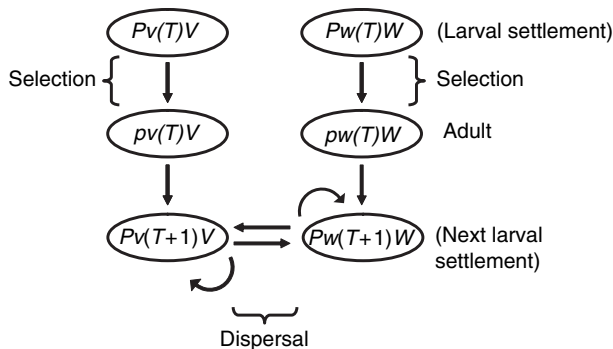 Pv(T)V Pw(T)W (Larval settlement)
Selection Selection
pv(T)V pw(T)W Adult
Pv(T+1)V Pw(T+1)W (Next larval
settlement)
Dispersal